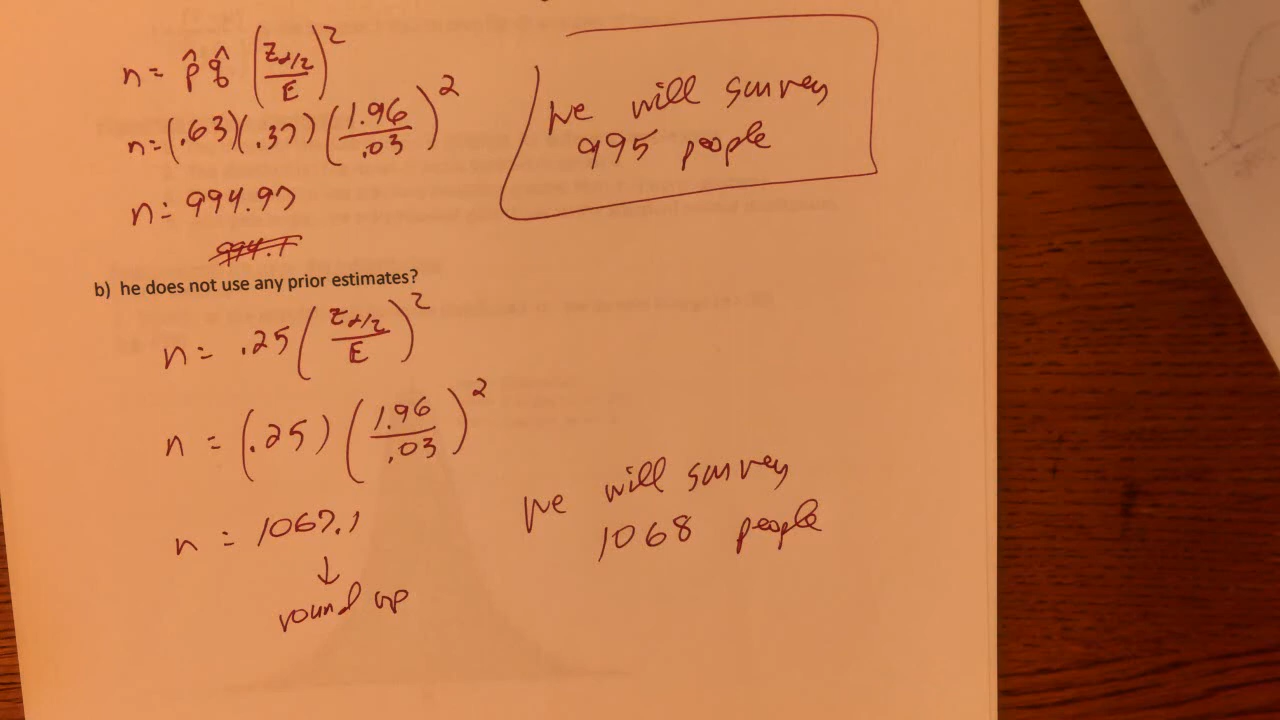 n = p̂ q̂ (zα/2 / E)²
n = (.63)(.37) (1.96 / .03)²
n = 994.97
994.7
We will survey
995 people
b) he does not use any prior estimates?
n = .25 (zα/2 / E)²
n = (.25) (1.96 / .03)²
n = 1067.1
↓
round up
We will survey
1068 people